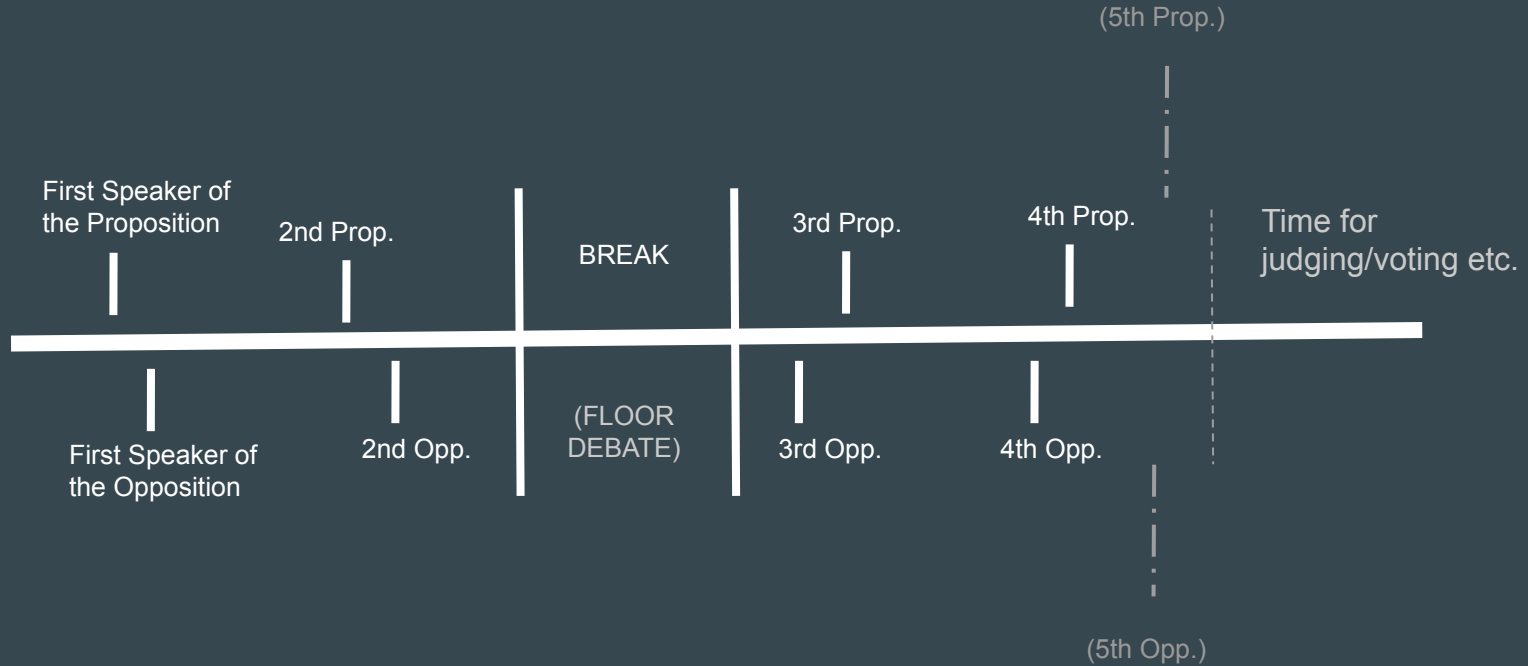 (5th Prop.)
First Speaker of
the Proposition
2nd Prop.
BREAK
3rd Prop.
4th Prop.
Time for
judging/voting etc.
First Speaker of
the Opposition
2nd Opp.
(FLOOR
DEBATE)
3rd Opp.
4th Opp.
(5th Opp.)